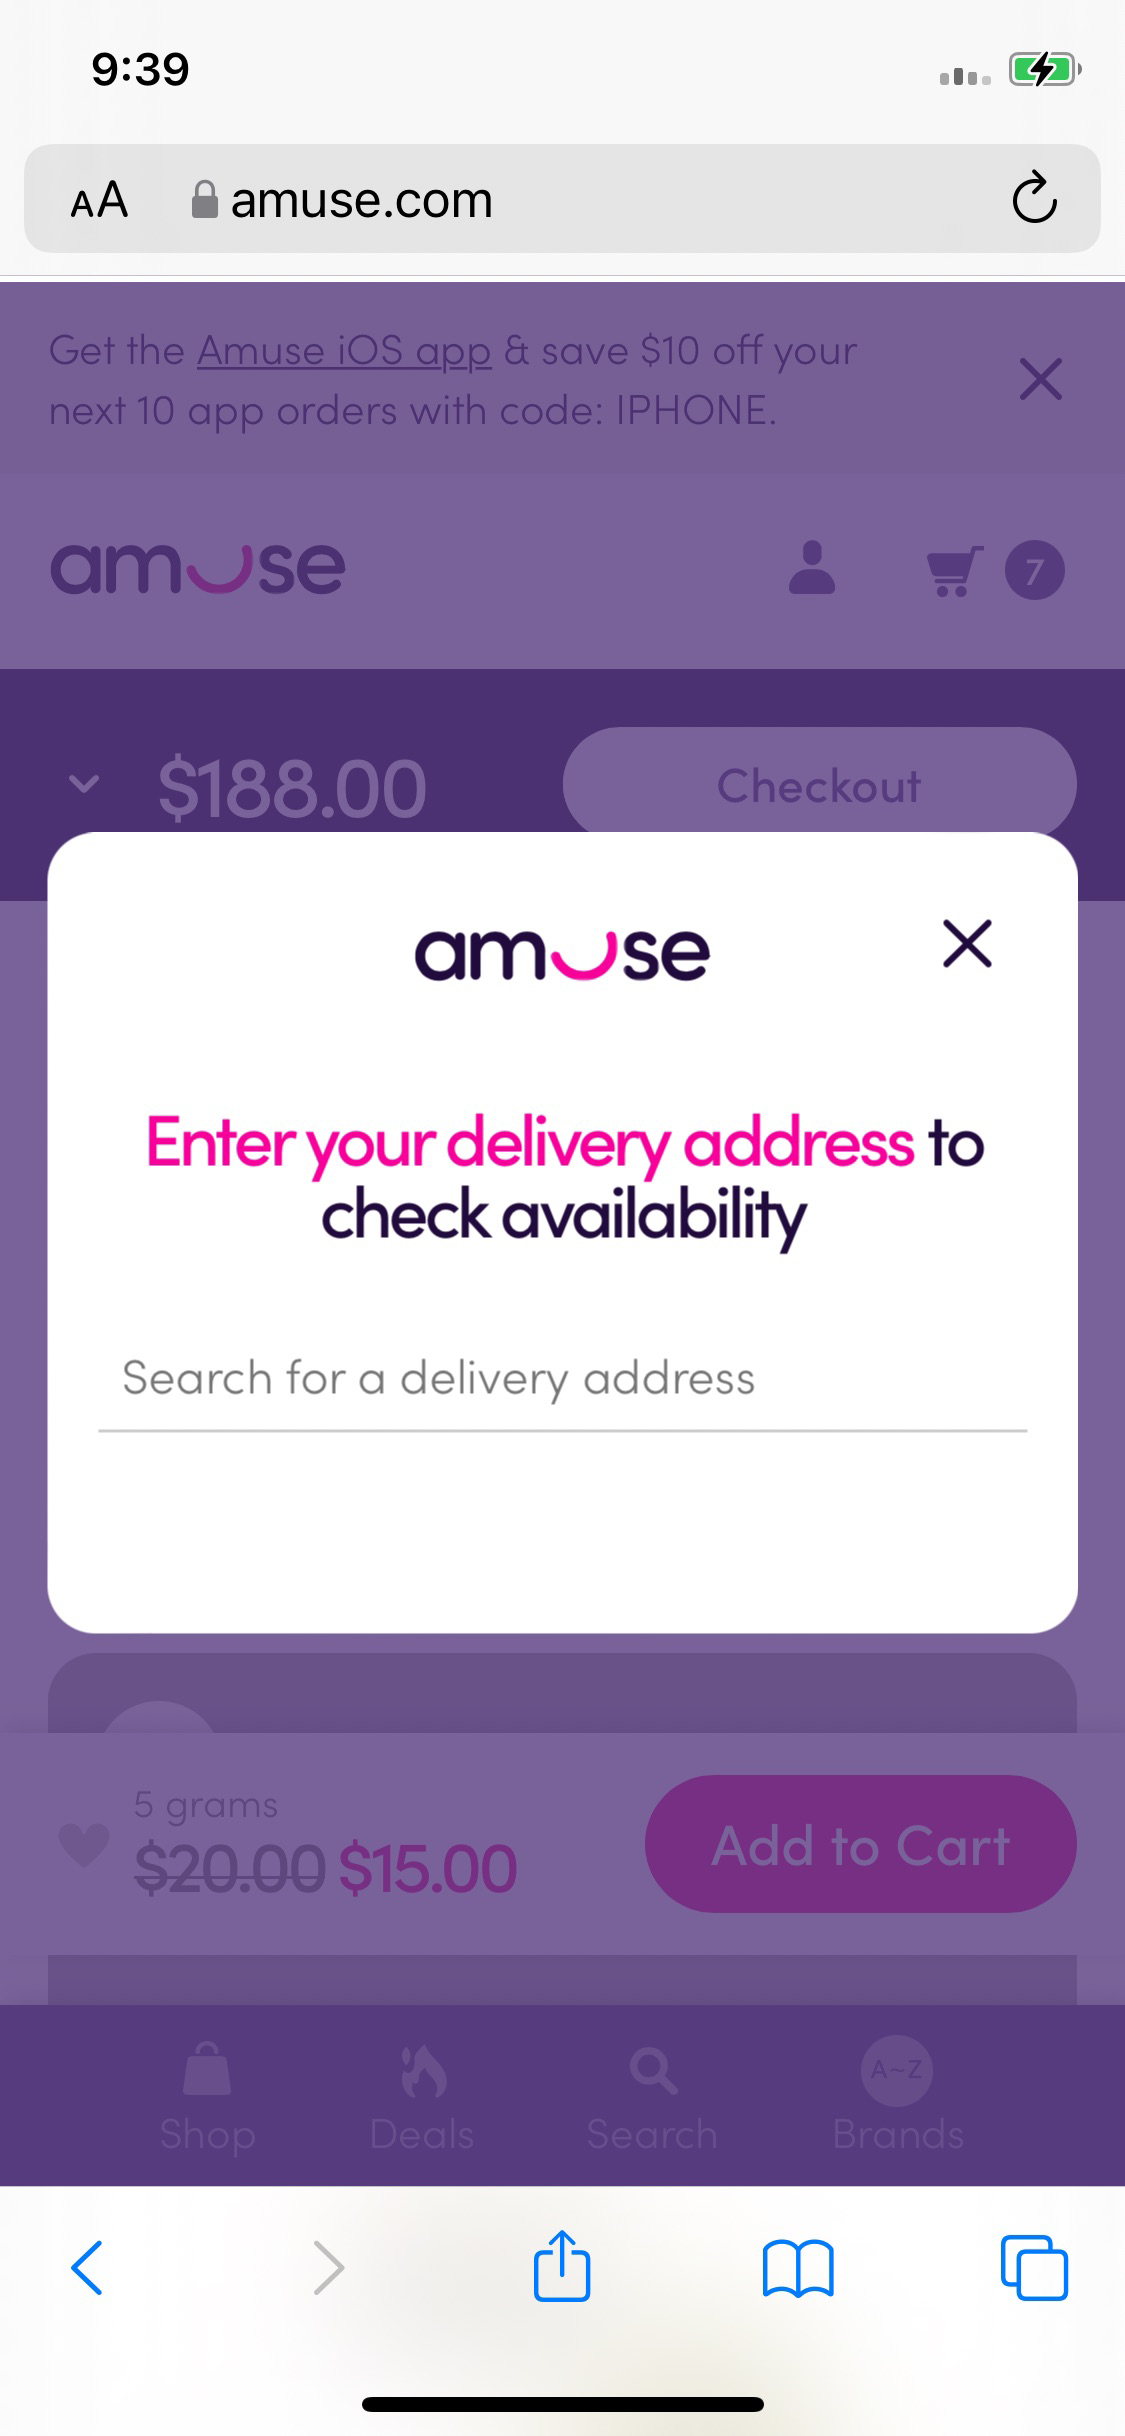 9:39
AA amuse.com
Get the Amuse iOS app & save $10 off your
next 10 app orders with code: IPHONE.
amuse 7
$188.00 Checkout
amuse
Enter your delivery address to
check availability
Search for a delivery address
5 grams
$20.00 $15.00
Add to Cart
A~Z
Shop Deals Search Brands